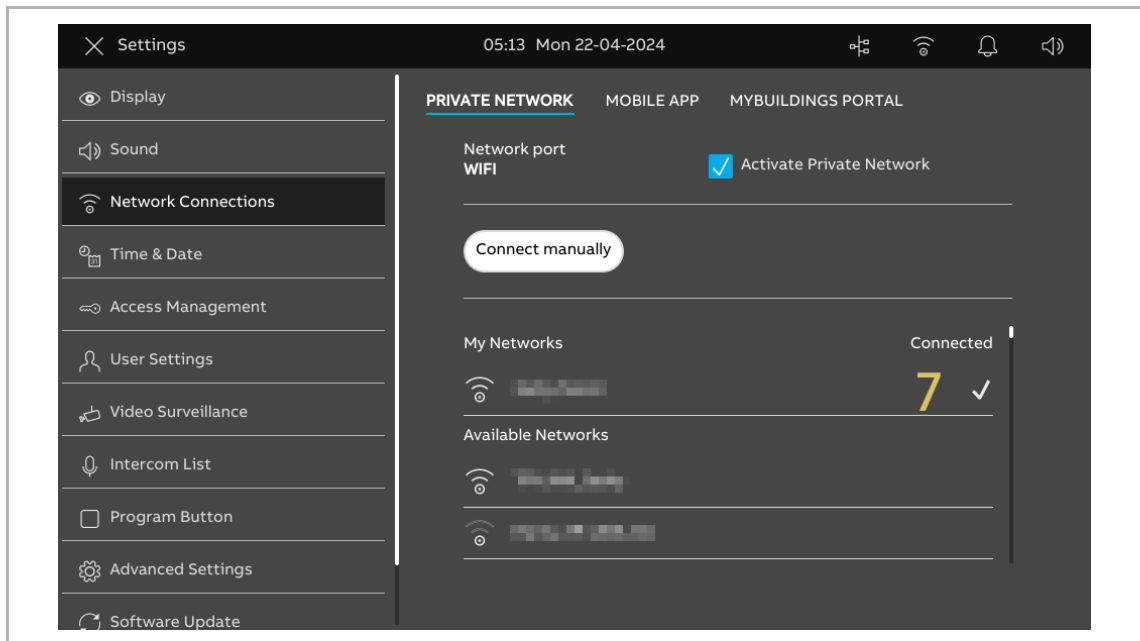 Settings
05:13 Mon 22-04-2024
Display
Sound
Network Connections
Time & Date
31
Access Management
User Settings
Video Surveillance
Intercom List
Program Button
Advanced Settings
Software Update
PRIVATE NETWORK MOBILE APP MYBUILDINGS PORTAL
Network port
WIFI
Activate Private Network
Connect manually
My Networks Connected
7
Available Networks